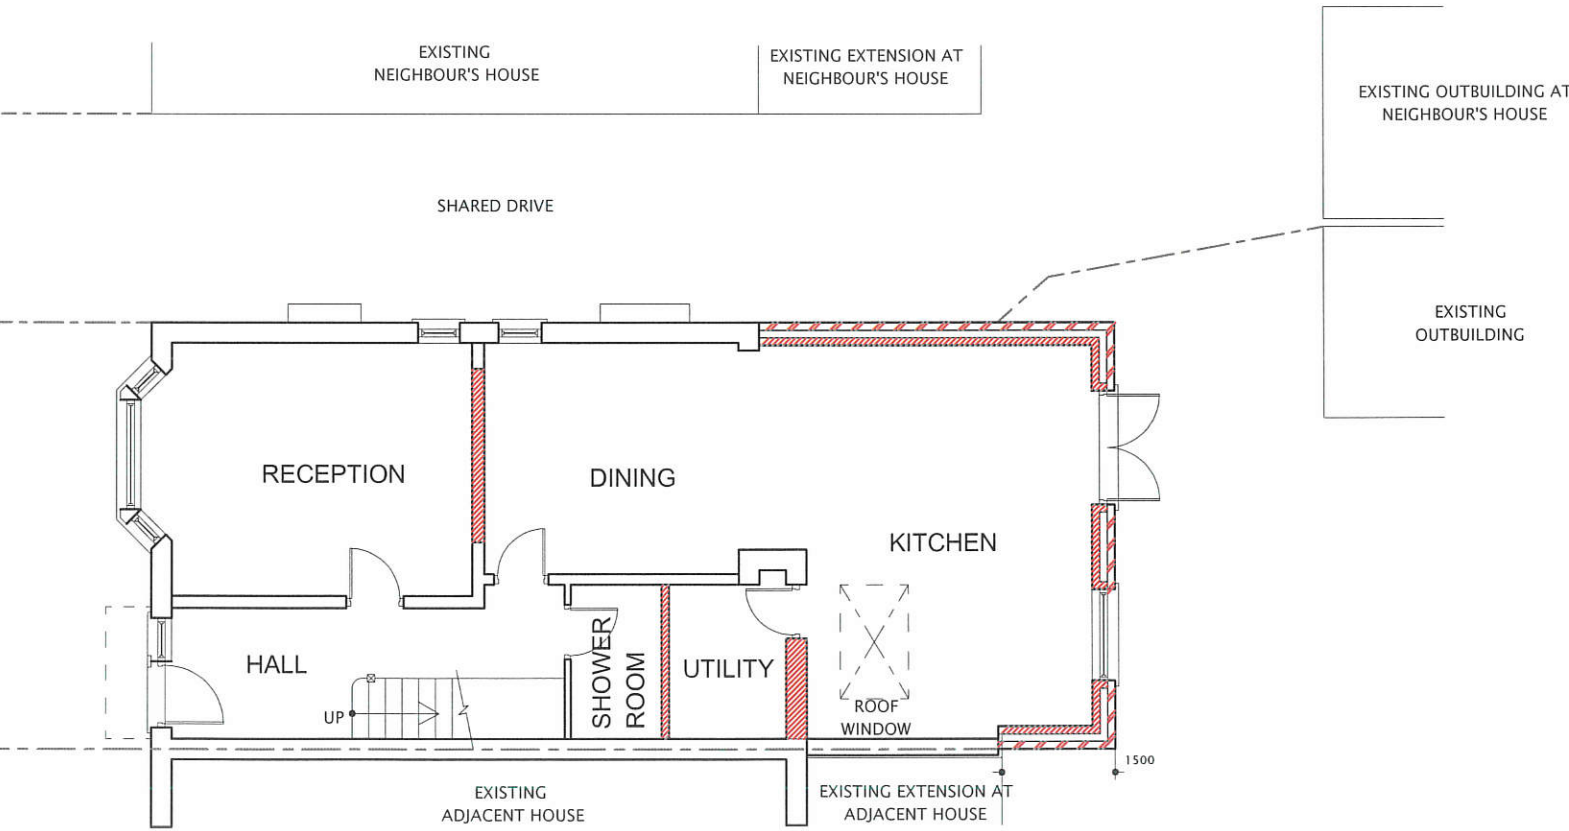 EXISTING
NEIGHBOUR'S HOUSE
EXISTING EXTENSION AT
NEIGHBOUR'S HOUSE
EXISTING OUTBUILDING AT
NEIGHBOUR'S HOUSE
SHARED DRIVE
EXISTING
OUTBUILDING
RECEPTION
DINING
KITCHEN
HALL
UP
SHOWER
ROOM
UTILITY
ROOF
WINDOW
1500
EXISTING
ADJACENT HOUSE
EXISTING EXTENSION AT
ADJACENT HOUSE